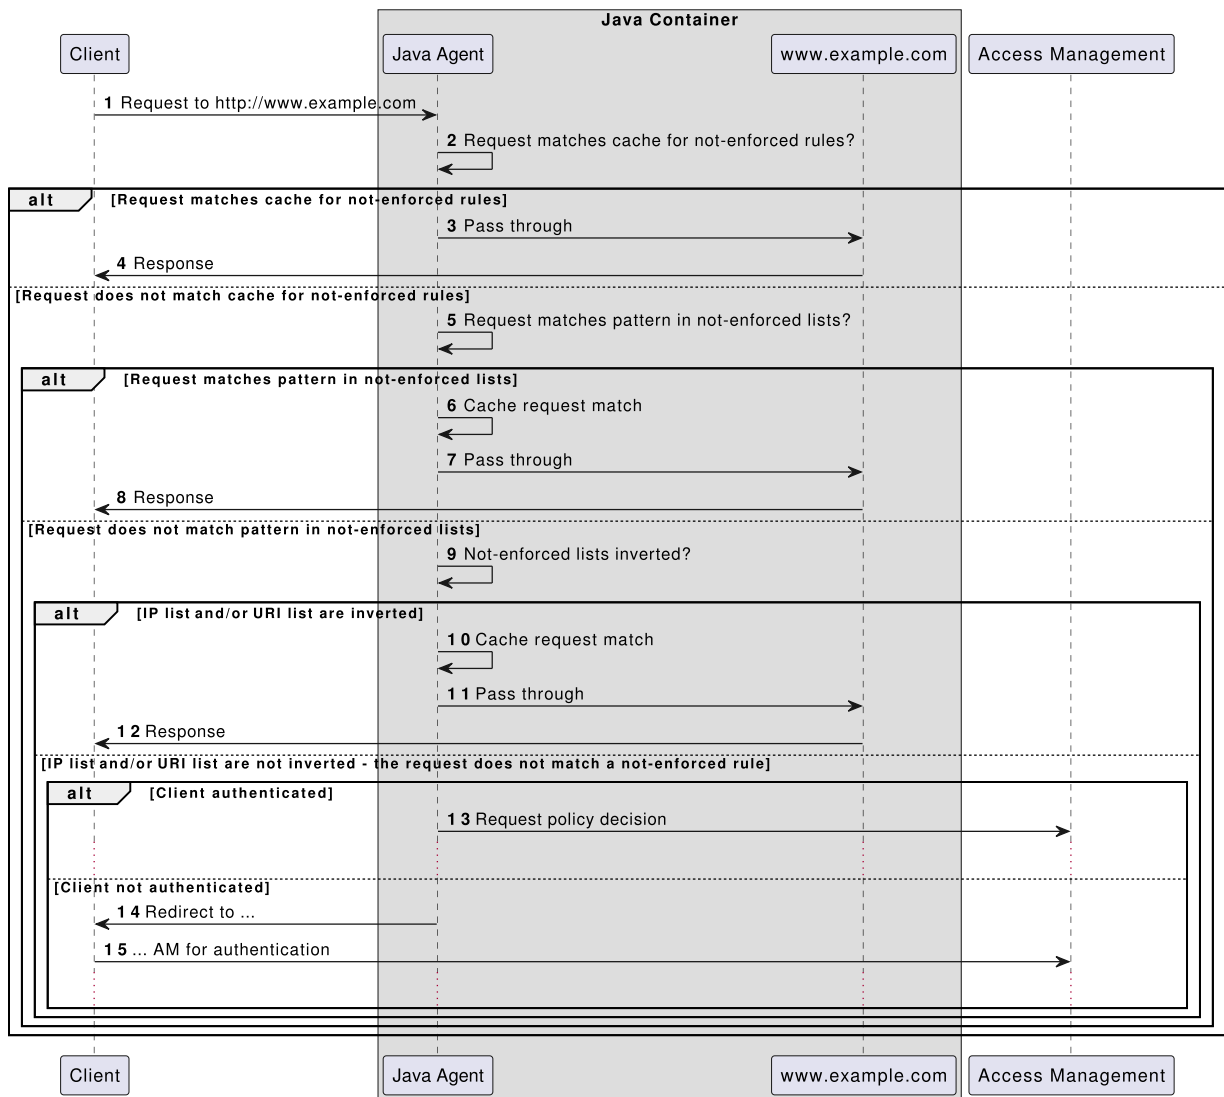 Java Container
Client
Java Agent
www.example.com
Access Management
1 Request to http://www.example.com
2 Request matches cache for not-enforced rules?
alt [Request matches cache for not-enforced rules]
3 Pass through
4 Response
[Request does not match cache for not-enforced rules]
5 Request matches pattern in not-enforced lists?
alt [Request matches pattern in not-enforced lists]
6 Cache request match
7 Pass through
8 Response
[Request does not match pattern in not-enforced lists]
9 Not-enforced lists inverted?
alt [IP list and/or URI list are inverted]
10 Cache request match
11 Pass through
12 Response
[IP list and/or URI list are not inverted - the request does not match a not-enforced rule]
alt [Client authenticated]
13 Request policy decision
[Client not authenticated]
14 Redirect to ...
15 ... AM for authentication
Client
Java Agent
www.example.com
Access Management